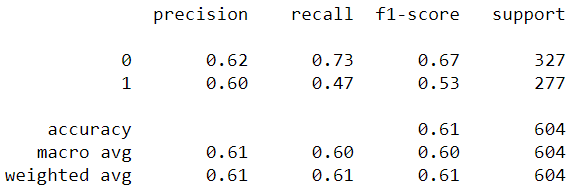 precision recall f1-score support
0 0.62 0.73 0.67 327
1 0.60 0.47 0.53 277
accuracy 0.61 604
macro avg 0.61 0.60 0.60 604
weighted avg 0.61 0.61 0.61 604